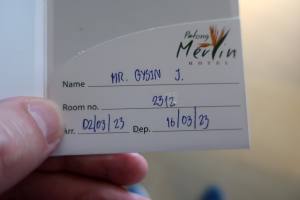 Patong
Merlin
HOTEL
Name MR. GYSIN J.
Room no. 2312
Arr. 02/03/23 Dep. 16/03/23